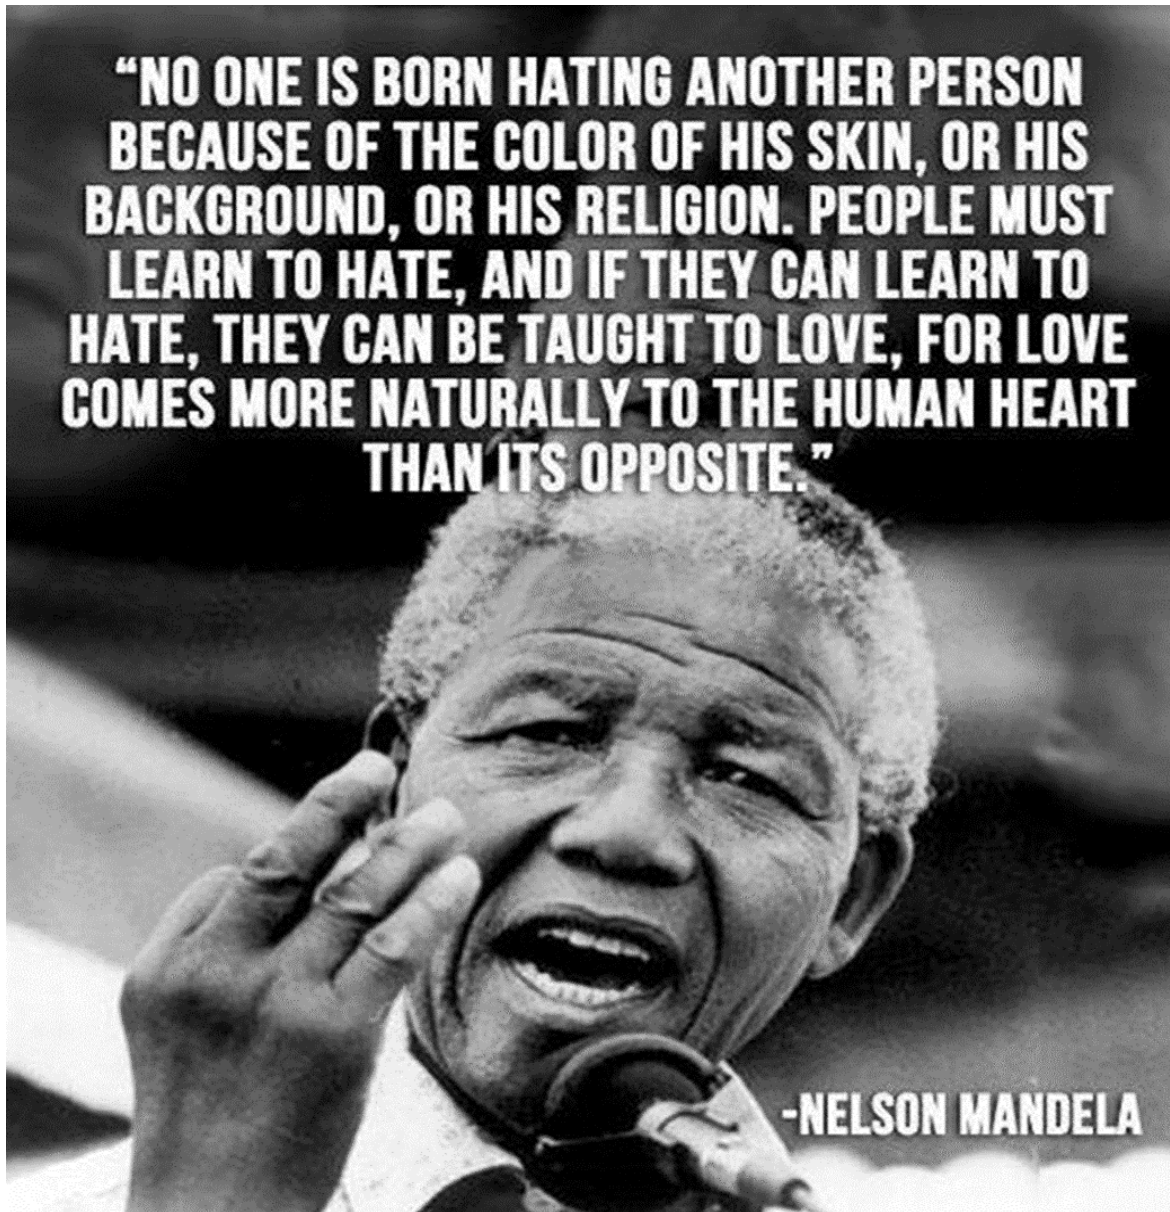 “NO ONE IS BORN HATING ANOTHER PERSON
BECAUSE OF THE COLOR OF HIS SKIN, OR HIS
BACKGROUND, OR HIS RELIGION. PEOPLE MUST
LEARN TO HATE, AND IF THEY CAN LEARN TO
HATE, THEY CAN BE TAUGHT TO LOVE, FOR LOVE
COMES MORE NATURALLY TO THE HUMAN HEART
THAN ITS OPPOSITE.”
-NELSON MANDELA